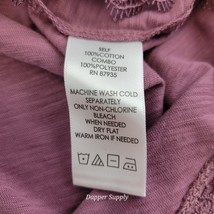 SELF
100%COTTON
COMBO
100%POLYESTER
RN 87935
MACHINE WASH COLD
SEPARATELY
ONLY NON-CHLORINE
BLEACH
WHEN NEEDED
DRY FLAT
WARM IRON IF NEEDED
Dapper Supply